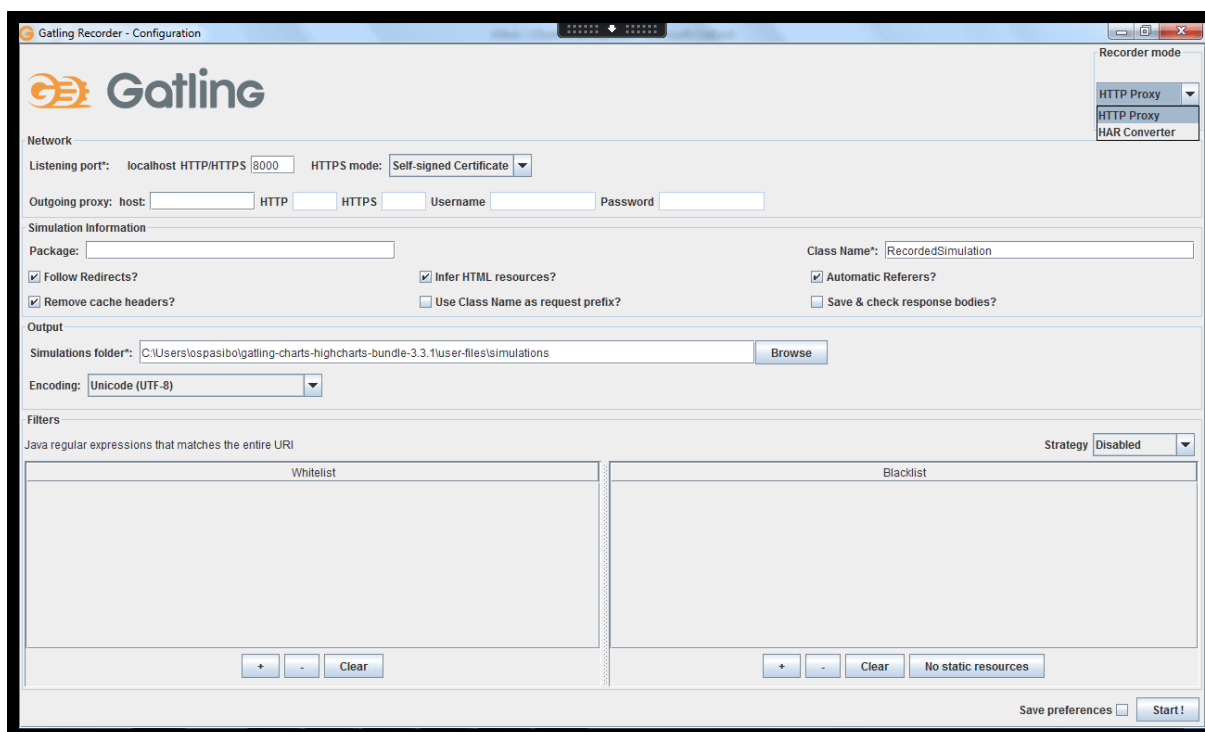 Gatling Recorder - Configuration
Recorder mode
Gatling
HTTP Proxy
HTTP Proxy
HAR Converter
Network
Listening port*: localhost HTTP/HTTPS 8000 HTTPS mode: Self-signed Certificate
Outgoing proxy: host: HTTP HTTPS Username Password
Simulation Information
Package: Class Name*: RecordedSimulation
Follow Redirects? Infer HTML resources? Automatic Referers?
Remove cache headers? Use Class Name as request prefix? Save & check response bodies?
Output
Simulations folder*: C:\Users\ospasibo\gatling-charts-highcharts-bundle-3.3.1\user-files\simulations Browse
Encoding: Unicode (UTF-8)
Filters
Java regular expressions that matches the entire URI Strategy Disabled
Whitelist Blacklist
+ - Clear + - Clear No static resources
Save preferences Start !